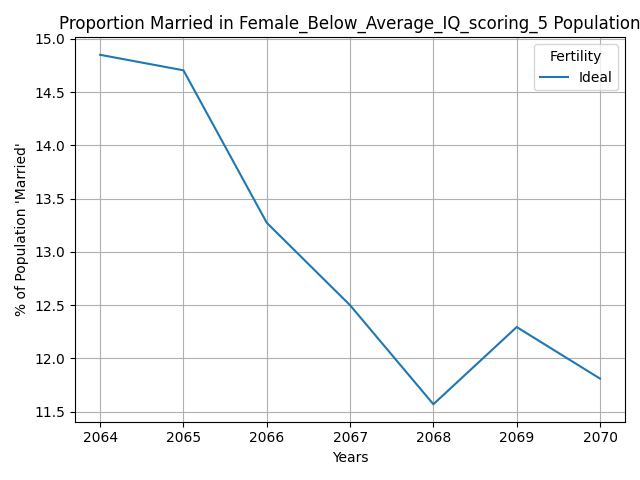 Proportion Married in Female_Below_Average_IQ_scoring_5 Population
15.0
14.5
14.0
13.5
13.0
12.5
12.0
11.5
% of Population 'Married'
Fertility
Ideal
2064 2065 2066 2067 2068 2069 2070
Years